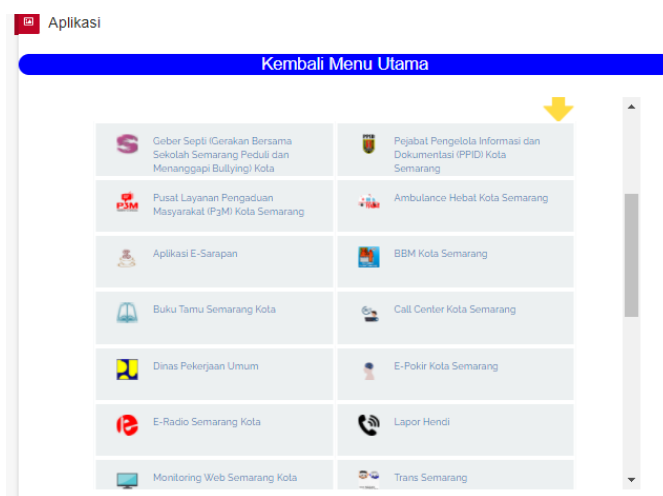 Aplikasi
Kembali Menu Utama
Geber Septi (Gerakan Bersama
Sekolah Semarang Peduli dan
Menanggapi Bullying) Kota
Pejabat Pengelola Informasi dan
Dokumentasi (PPID) Kota
Semarang
P3M
Pusat Layanan Pengaduan
Masyarakat (P3M) Kota Semarang
Ambulance Hebat Kota Semarang
Aplikasi E-Sarapan
BBM Kota Semarang
Buku Tamu Semarang Kota
Call Center Kota Semarang
Dinas Pekerjaan Umum
E-Pokir Kota Semarang
E-Radio Semarang Kota
Lapor Hendi
Monitoring Web Semarang Kota
Trans Semarang